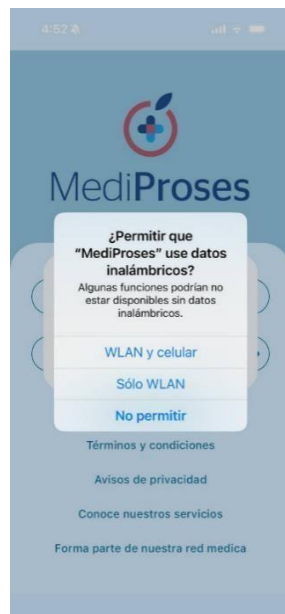 4:52
MediProses
¿Permitir que
“MediProses” use datos
inalámbricos?
Algunas funciones podrían no
estar disponibles sin datos
inalámbricos.
WLAN y celular
Sólo WLAN
No permitir
Términos y condiciones
Avisos de privacidad
Conoce nuestros servicios
Forma parte de nuestra red medica